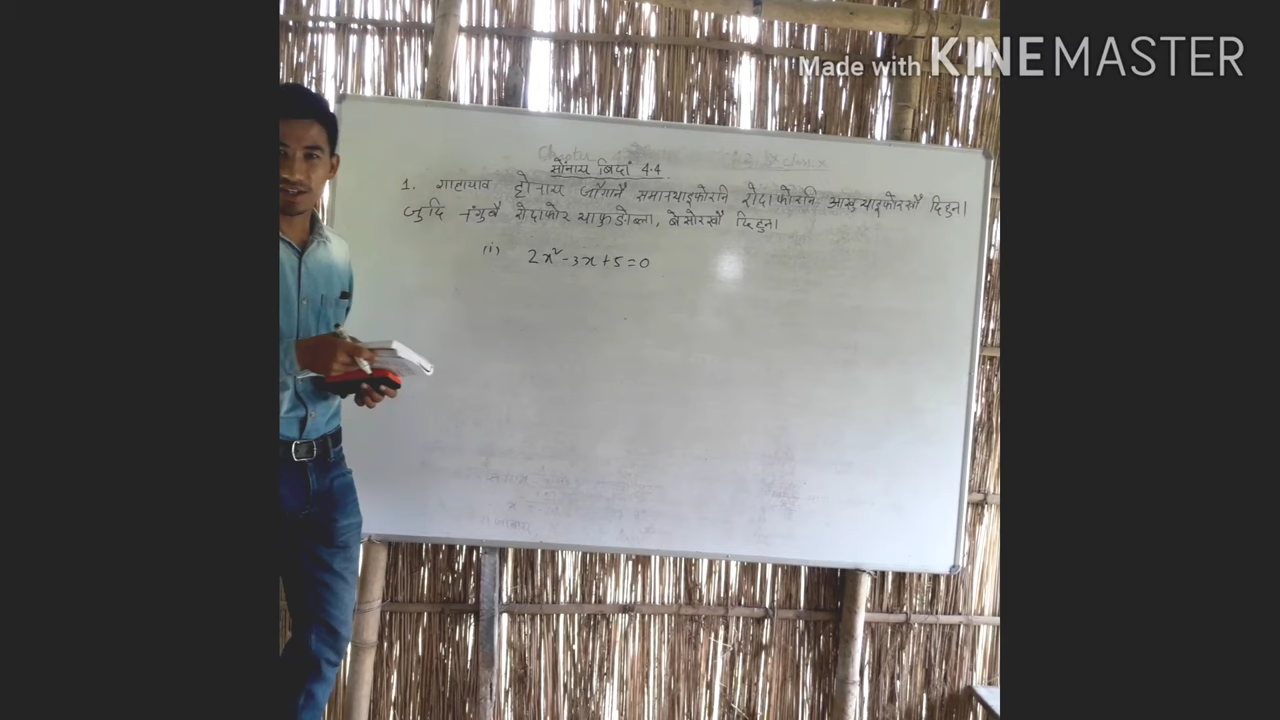 Made with KINEMASTER
Chapter
सोंनाय बिदां 4.4
1. गाहायाव होनाय जौगानै समानथाइफोरनि रोदाफोरनि आखुथाइफोरखौ दिहुन।
जुदि नंगुबै रोदाफोर थाफुङोब्ला, बेसोरखौ दिहुन।
(i) 2x²-3x+5=0